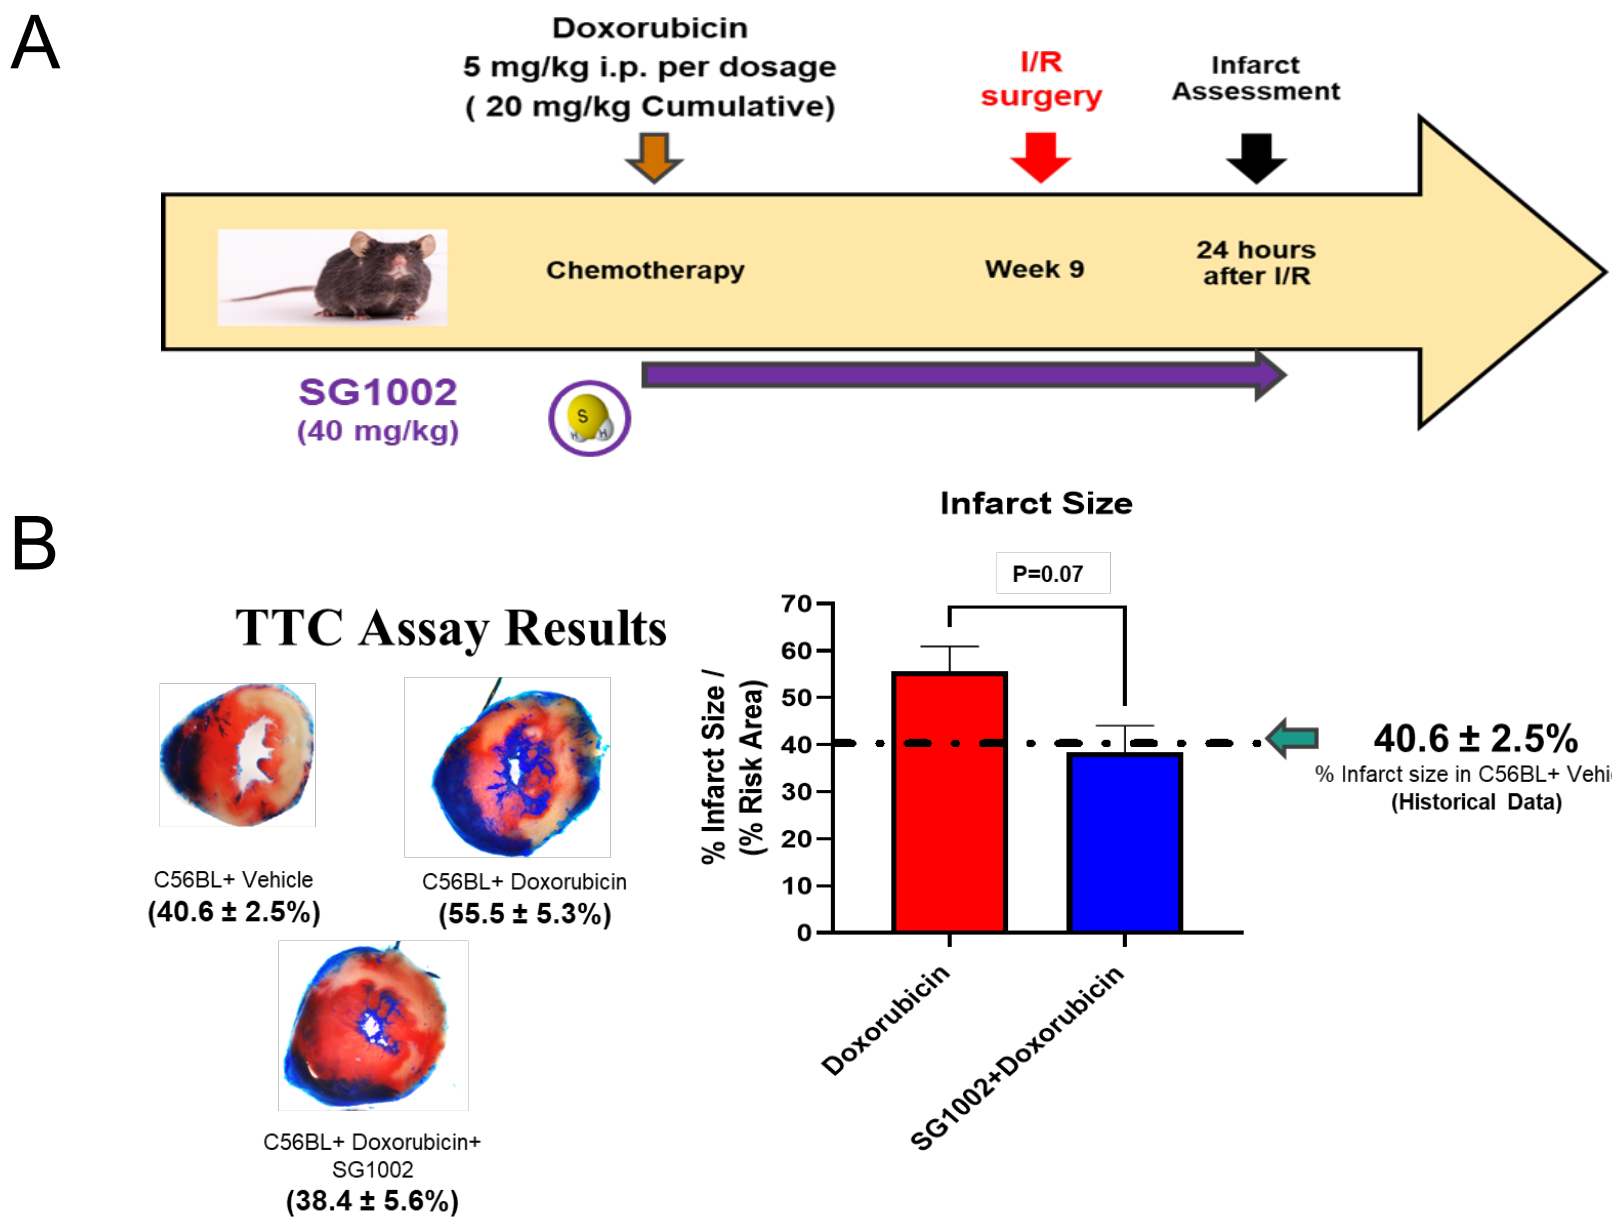 A
Doxorubicin
5 mg/kg i.p. per dosage
( 20 mg/kg Cumulative)
I/R
surgery
Infarct
Assessment
Chemotherapy
Week 9
24 hours
after I/R
SG1002
(40 mg/kg)
S
H H
B
TTC Assay Results
C56BL+ Vehicle
(40.6 ± 2.5%)
C56BL+ Doxorubicin
(55.5 ± 5.3%)
C56BL+ Doxorubicin+
SG1002
(38.4 ± 5.6%)
Infarct Size
P=0.07
% Infarct Size /
(% Risk Area)
70
60
50
40
30
20
10
0
Doxorubicin
SG1002+Doxorubicin
40.6 ± 2.5%
% Infarct size in C56BL+ Vehi
(Historical Data)